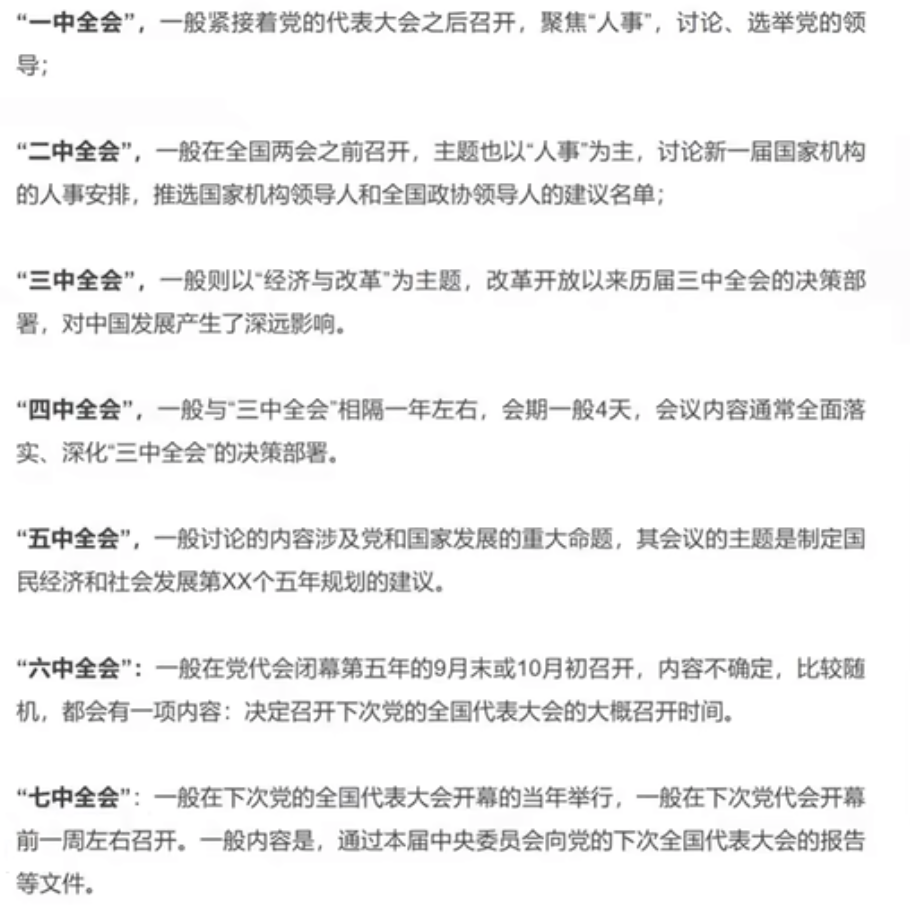 “一中全会”，一般紧接着党的代表大会之后召开，聚焦“人事”，讨论、选举党的领
导；
“二中全会”，一般在全国两会之前召开，主题也以“人事”为主，讨论新一届国家机构
的人事安排，推选国家机构领导人和全国政协领导人的建议名单；
“三中全会”，一般则以“经济与改革”为主题，改革开放以来历届三中全会的决策部
署，对中国发展产生了深远影响。
“四中全会”，一般与“三中全会”相隔一年左右，会期一般4天，会议内容通常全面落
实、深化“三中全会”的决策部署。
“五中全会”，一般讨论的内容涉及党和国家发展的重大命题，其会议的主题是制定国
民经济和社会发展第XX个五年规划的建议。
“六中全会”：一般在党代会闭幕第五年的9月末或10月初召开，内容不确定，比较随
机，都会有一项内容：决定召开下次党的全国代表大会的大概召开时间。
“七中全会”：一般在下次党的全国代表大会开幕的当年举行，一般在下次党代会开幕
前一周左右召开。一般内容是，通过本届中央委员会向党的下次全国代表大会的报告
等文件。